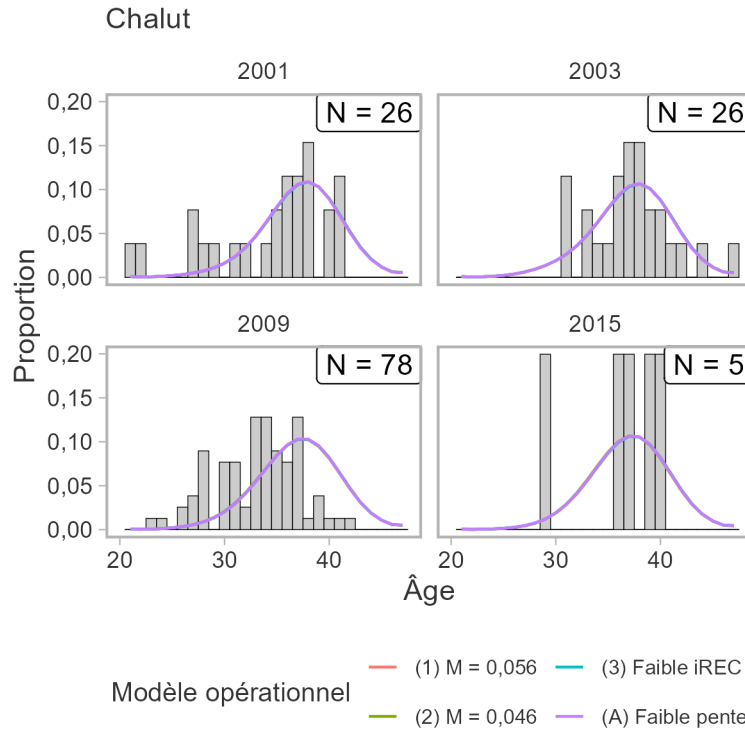 Chalut
2001
2003
0,20
0,15
0,10
0,05
0,00
N = 26
N = 26
Proportion
2009
2015
0,20
0,15
0,10
0,05
0,00
N = 78
N = 5
20
30
40
20
30
40
Âge
Modèle opérationnel
(1) M = 0,056
(3) Faible iREC
(2) M = 0,046
(A) Faible pente